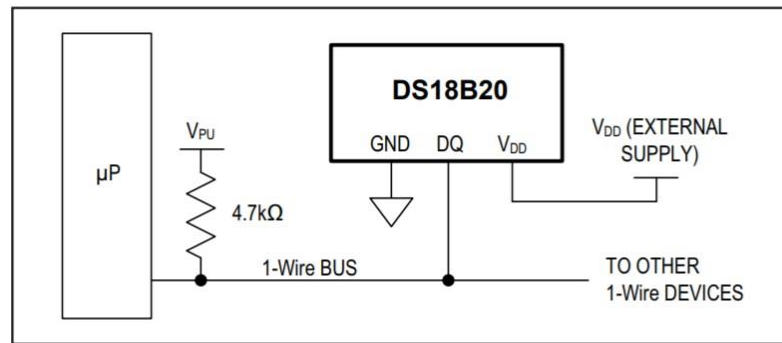 DS18B20
GND DQ VDD
VDD (EXTERNAL
SUPPLY)
VPU
µP
4.7kΩ
1-Wire BUS
TO OTHER
1-Wire DEVICES